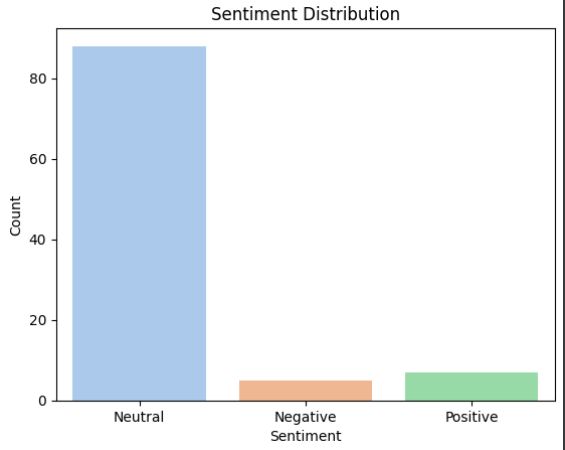 Sentiment Distribution
80
60
40
20
0
Count
Neutral Negative Positive
Sentiment